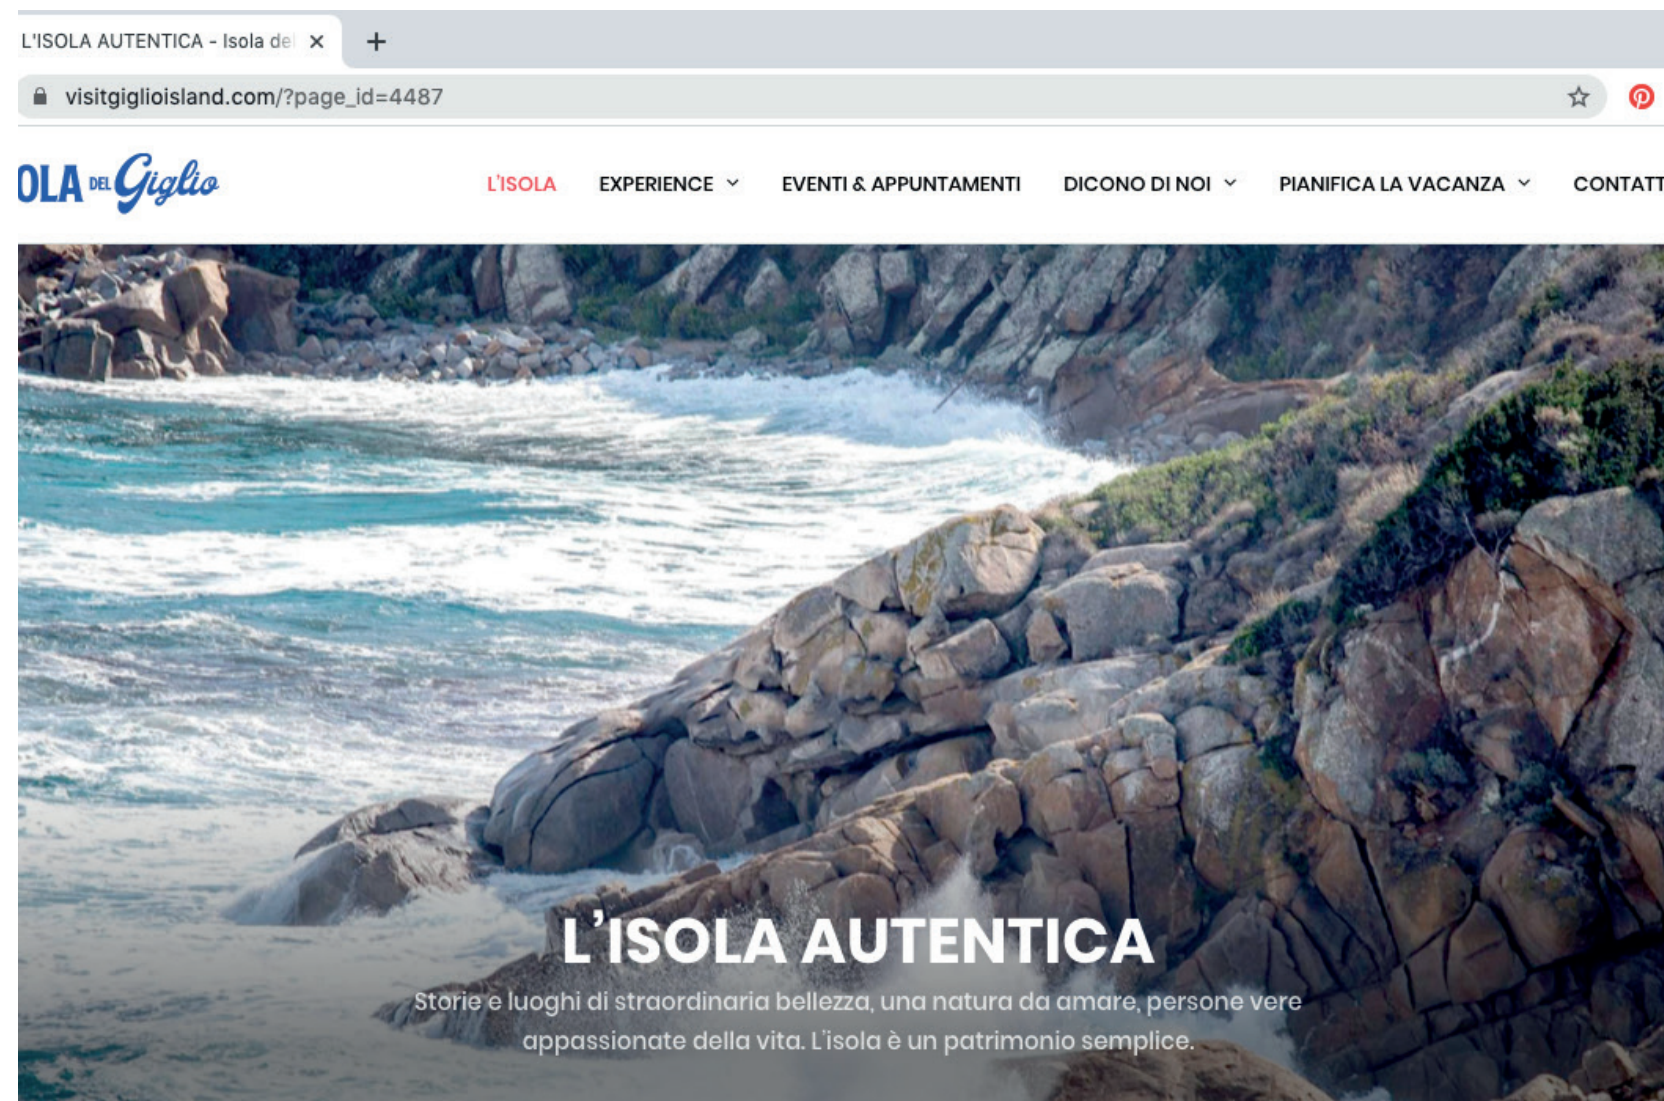 L'ISOLA AUTENTICA - Isola de
visitgiglioisland.com/?page_id=4487
OLA DEL Giglio
L'ISOLA EXPERIENCE EVENTI & APPUNTAMENTI DICONO DI NOI PIANIFICA LA VACANZA CONTATT
L'ISOLA AUTENTICA
Storie e luoghi di straordinaria bellezza, una natura da amare, persone vere
appassionate della vita. L'isola è un patrimonio semplice.